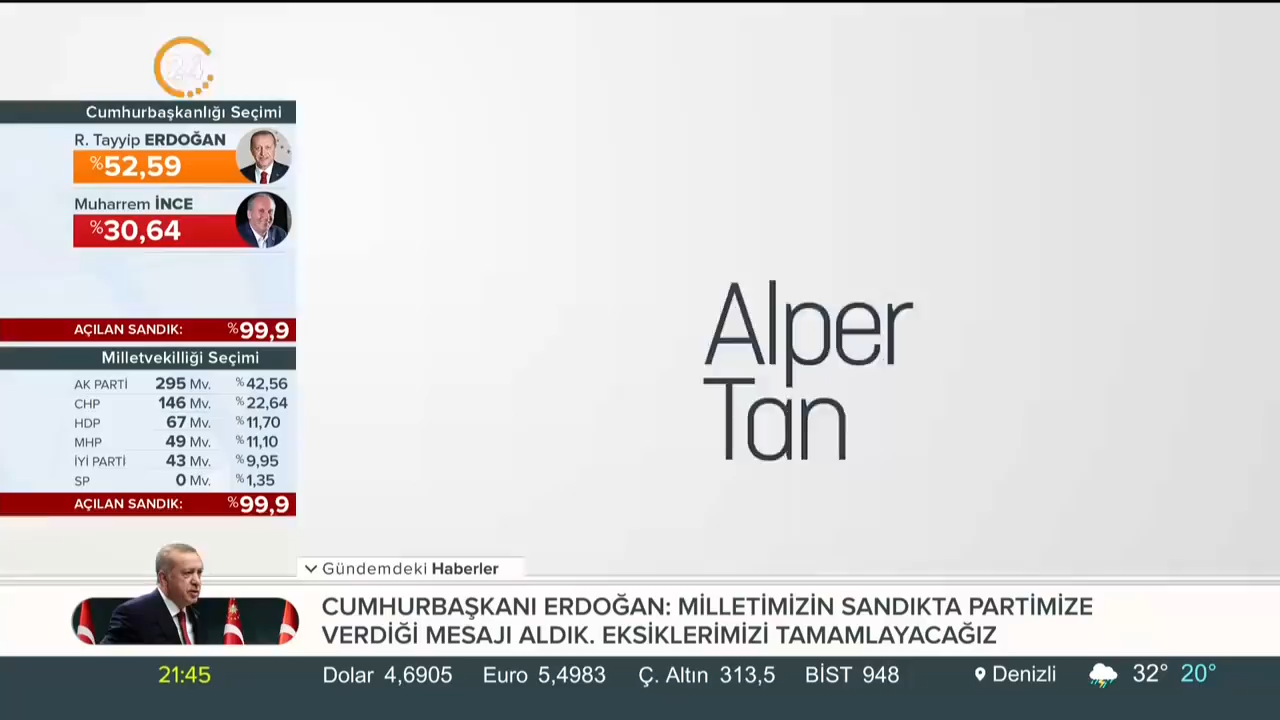 24
Cumhurbaşkanlığı Seçimi
R. Tayyip ERDOĞAN
%52,59
Muharrem İNCE
%30,64
AÇILAN SANDIK: %99,9
Milletvekilliği Seçimi
AK PARTİ 295 Mv. %42,56
CHP 146 Mv. %22,64
HDP 67 Mv. %11,70
MHP 49 Mv. %11,10
İYİ PARTİ 43 Mv. %9,95
SP 0 Mv. %1,35
AÇILAN SANDIK: %99,9
Alper
Tan
Gündemdeki Haberler
CUMHURBAŞKANI ERDOĞAN: MİLLETİMİZİN SANDIKTA PARTİMİZE
VERDİĞİ MESAJI ALDIK. EKSİKLERİMİZİ TAMAMLAYACAĞIZ
21:45 Dolar 4,6905 Euro 5,4983 Ç. Altın 313,5 BİST 948 Denizli 32° 20°